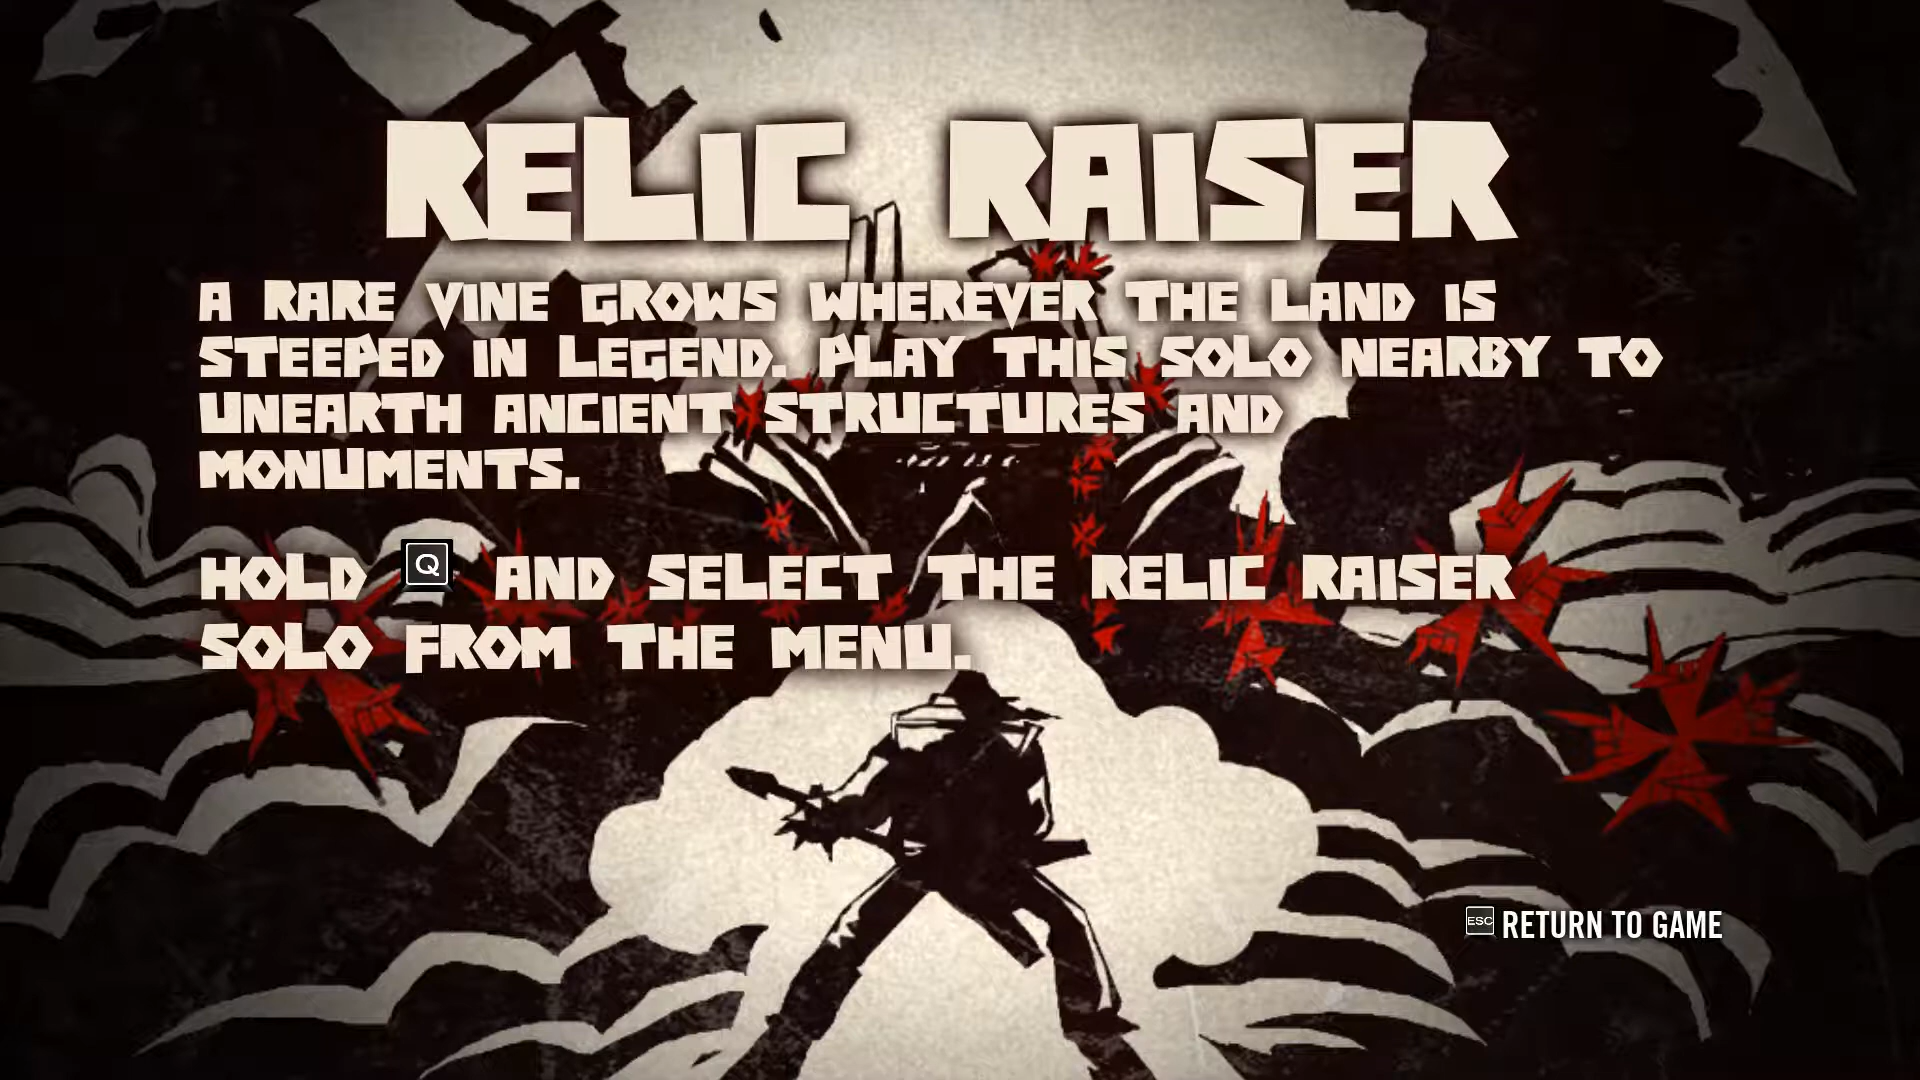 RELIC RAISER
A RARE VINE GROWS WHEREVER THE LAND IS
STEEPED IN LEGEND. PLAY THIS SOLO NEARBY TO
UNEARTH ANCIENT STRUCTURES AND
MONUMENTS.
HOLD Q AND SELECT THE RELIC RAISER
SOLO FROM THE MENU.
ESC RETURN TO GAME